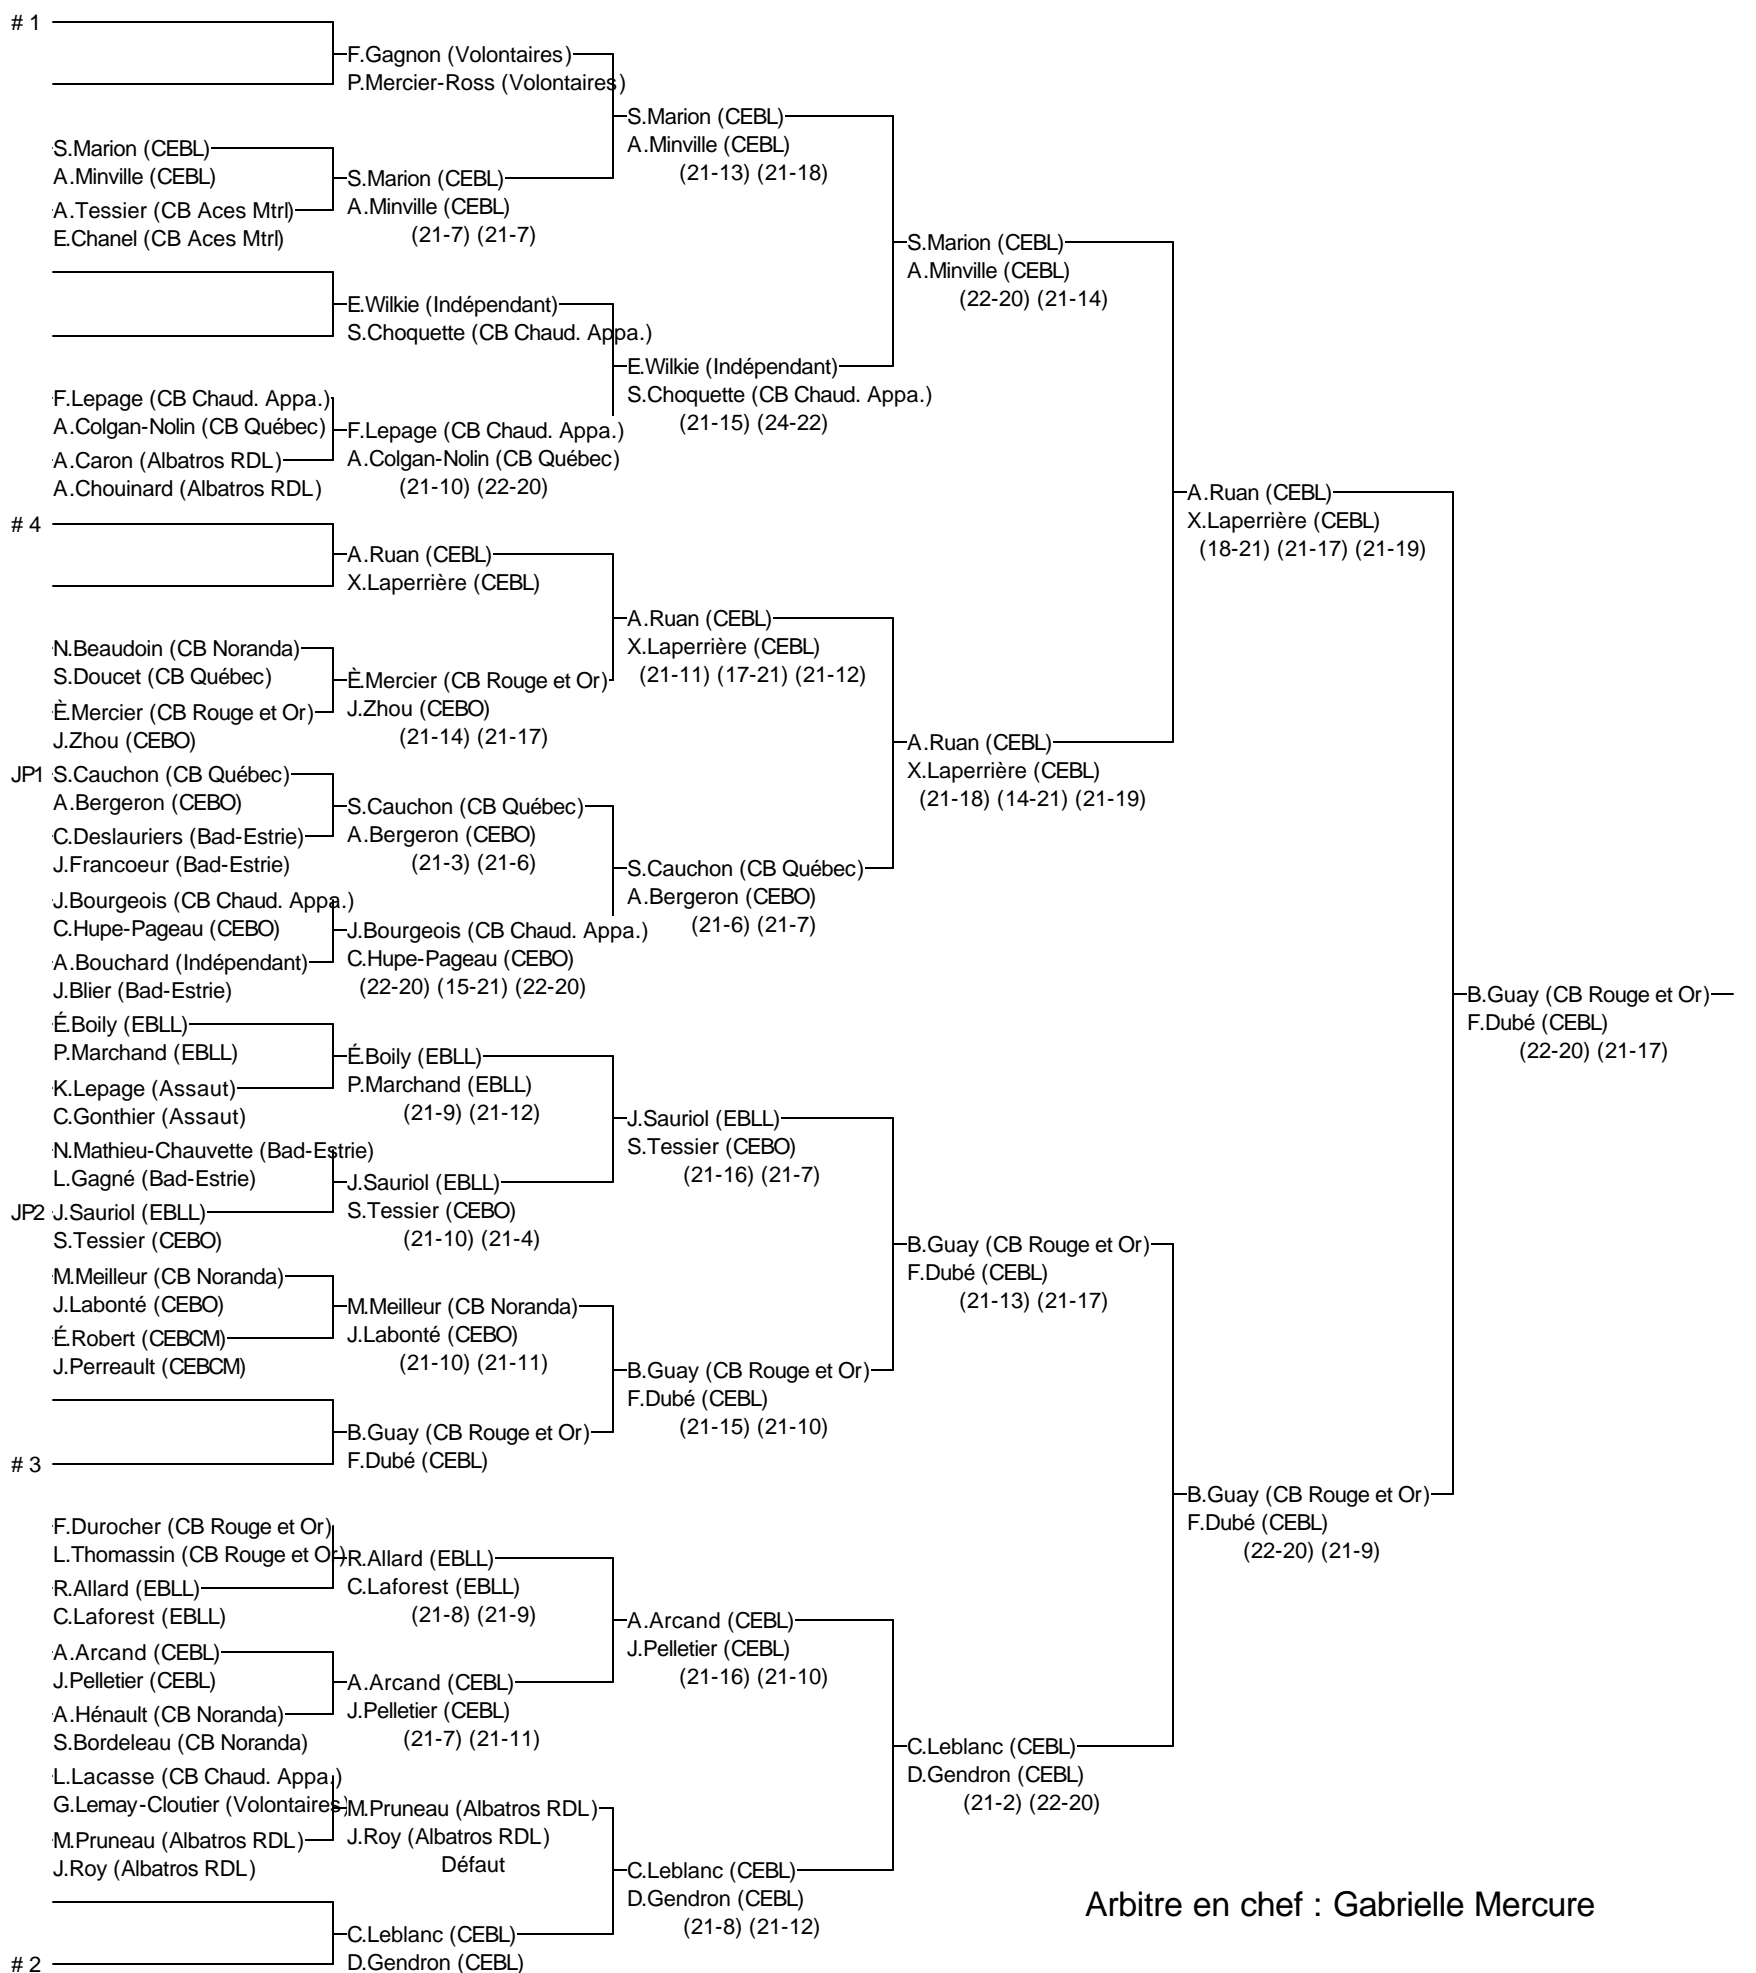 # 1
F.Gagnon (Volontaires)
P.Mercier-Ross (Volontaires)
S.Marion (CEBL)
A.Minville (CEBL)
(21-13) (21-18)
S.Marion (CEBL)
A.Minville (CEBL)
S.Marion (CEBL)
A.Minville (CEBL)
(21-7) (21-7)
A.Tessier (CB Aces Mtrl)
E.Chanel (CB Aces Mtrl)
S.Marion (CEBL)
A.Minville (CEBL)
(22-20) (21-14)
E.Wilkie (Indépendant)
S.Choquette (CB Chaud. Appa.)
E.Wilkie (Indépendant)
S.Choquette (CB Chaud. Appa.)
(21-15) (24-22)
F.Lepage (CB Chaud. Appa.)
A.Colgan-Nolin (CB Québec)
F.Lepage (CB Chaud. Appa.)
A.Colgan-Nolin (CB Québec)
(21-10) (22-20)
A.Caron (Albatros RDL)
A.Chouinard (Albatros RDL)
A.Ruan (CEBL)
X.Laperrière (CEBL)
(18-21) (21-17) (21-19)
# 4
A.Ruan (CEBL)
X.Laperrière (CEBL)
A.Ruan (CEBL)
X.Laperrière (CEBL)
(21-11) (17-21) (21-12)
N.Beaudoin (CB Noranda)
S.Doucet (CB Québec)
È.Mercier (CB Rouge et Or)
J.Zhou (CEBO)
(21-14) (21-17)
È.Mercier (CB Rouge et Or)
J.Zhou (CEBO)
A.Ruan (CEBL)
X.Laperrière (CEBL)
(21-18) (14-21) (21-19)
JP1 S.Cauchon (CB Québec)
A.Bergeron (CEBO)
S.Cauchon (CB Québec)
A.Bergeron (CEBO)
(21-3) (21-6)
C.Deslauriers (Bad-Estrie)
J.Francoeur (Bad-Estrie)
S.Cauchon (CB Québec)
A.Bergeron (CEBO)
(21-6) (21-7)
J.Bourgeois (CB Chaud. Appa.)
C.Hupe-Pageau (CEBO)
J.Bourgeois (CB Chaud. Appa.)
C.Hupe-Pageau (CEBO)
(22-20) (15-21) (22-20)
A.Bouchard (Indépendant)
J.Blier (Bad-Estrie)
B.Guay (CB Rouge et Or)
F.Dubé (CEBL)
(22-20) (21-17)
É.Boily (EBLL)
P.Marchand (EBLL)
É.Boily (EBLL)
P.Marchand (EBLL)
(21-9) (21-12)
K.Lepage (Assaut)
C.Gonthier (Assaut)
J.Sauriol (EBLL)
S.Tessier (CEBO)
(21-16) (21-7)
N.Mathieu-Chauvette (Bad-Estrie)
L.Gagné (Bad-Estrie)
J.Sauriol (EBLL)
S.Tessier (CEBO)
(21-10) (21-4)
JP2 J.Sauriol (EBLL)
S.Tessier (CEBO)
B.Guay (CB Rouge et Or)
F.Dubé (CEBL)
(21-13) (21-17)
M.Meilleur (CB Noranda)
J.Labonté (CEBO)
M.Meilleur (CB Noranda)
J.Labonté (CEBO)
(21-10) (21-11)
É.Robert (CEBCM)
J.Perreault (CEBCM)
B.Guay (CB Rouge et Or)
F.Dubé (CEBL)
(21-15) (21-10)
B.Guay (CB Rouge et Or)
F.Dubé (CEBL)
# 3
B.Guay (CB Rouge et Or)
F.Dubé (CEBL)
(22-20) (21-9)
F.Durocher (CB Rouge et Or)
L.Thomassin (CB Rouge et Or)
R.Allard (EBLL)
C.Laforest (EBLL)
(21-8) (21-9)
R.Allard (EBLL)
C.Laforest (EBLL)
A.Arcand (CEBL)
J.Pelletier (CEBL)
(21-16) (21-10)
A.Arcand (CEBL)
J.Pelletier (CEBL)
A.Arcand (CEBL)
J.Pelletier (CEBL)
(21-7) (21-11)
A.Hénault (CB Noranda)
S.Bordeleau (CB Noranda)
C.Leblanc (CEBL)
D.Gendron (CEBL)
(21-2) (22-20)
L.Lacasse (CB Chaud. Appa.)
G.Lemay-Cloutier (Volontaires)
M.Pruneau (Albatros RDL)
J.Roy (Albatros RDL)
Défaut
M.Pruneau (Albatros RDL)
J.Roy (Albatros RDL)
C.Leblanc (CEBL)
D.Gendron (CEBL)
(21-8) (21-12)
C.Leblanc (CEBL)
D.Gendron (CEBL)
# 2
Arbitre en chef : Gabrielle Mercure